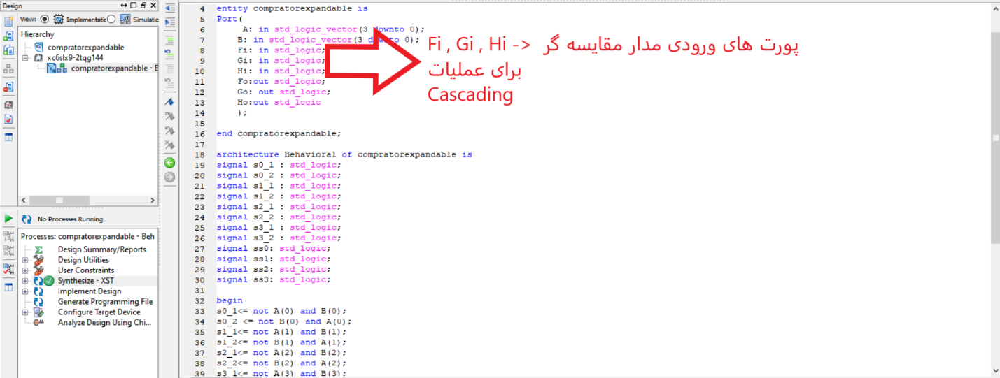 Design
View: Implementatic Simulatic
Hierarchy
compratorexpandable
xc6slx9-2tqg144
compratorexpandable - B
No Processes Running
Processes: compratorexpandable - Beh
Design Summary/Reports
Design Utilities
User Constraints
Synthesize - XST
Implement Design
Generate Programming File
Configure Target Device
Analyze Design Using Chi...
4 entity compratorexpandable is
5 Port(
6 A: in std_logic_vector(3 downto 0);
7 B: in std_logic_vector(3 downto 0);
8 Fi: in std_logic;
9 Gi: in std_logic;
10 Hi: in std_logic;
11 Fo:out std_logic;
12 Go: out std_logic;
13 Ho:out std_logic
14 );
15
16 end compratorexpandable;
17
18 architecture Behavioral of compratorexpandable is
19 signal s0_1 : std_logic;
20 signal s0_2 : std_logic;
21 signal s1_1 : std_logic;
22 signal s1_2 : std_logic;
23 signal s2_1 : std_logic;
24 signal s2_2 : std_logic;
25 signal s3_1 : std_logic;
26 signal s3_2 : std_logic;
27 signal ss0: std_logic;
28 signal ss1: std_logic;
29 signal ss2: std_logic;
30 signal ss3: std_logic;
31
32 begin
33 s0_1<= not A(0) and B(0);
34 s0_2 <= not B(0) and A(0);
35 s1_1<= not A(1) and B(1);
36 s1_2<= not B(1) and A(1);
37 s2_1<= not A(2) and B(2);
38 s2_2<= not B(2) and A(2);
39 s3_1<= not A(3) and B(3);
Fi , Gi , Hi -> پورت های ورودی مدار مقایسه گر
برای عملیات
Cascading